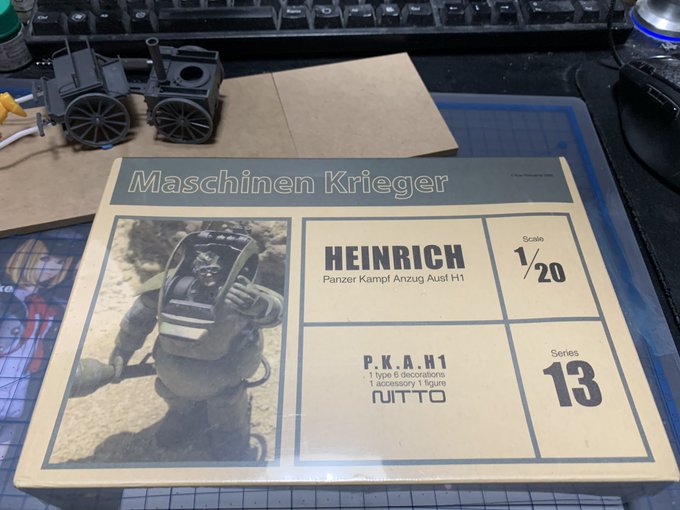 Maschinen Krieger
HEINRICH
Panzer Kampf Anzug Ausf H1
Scale
1/20
P.K.A.H1
1 type 6 decorations
1 accessory 1 figure
NITTO
Series
13